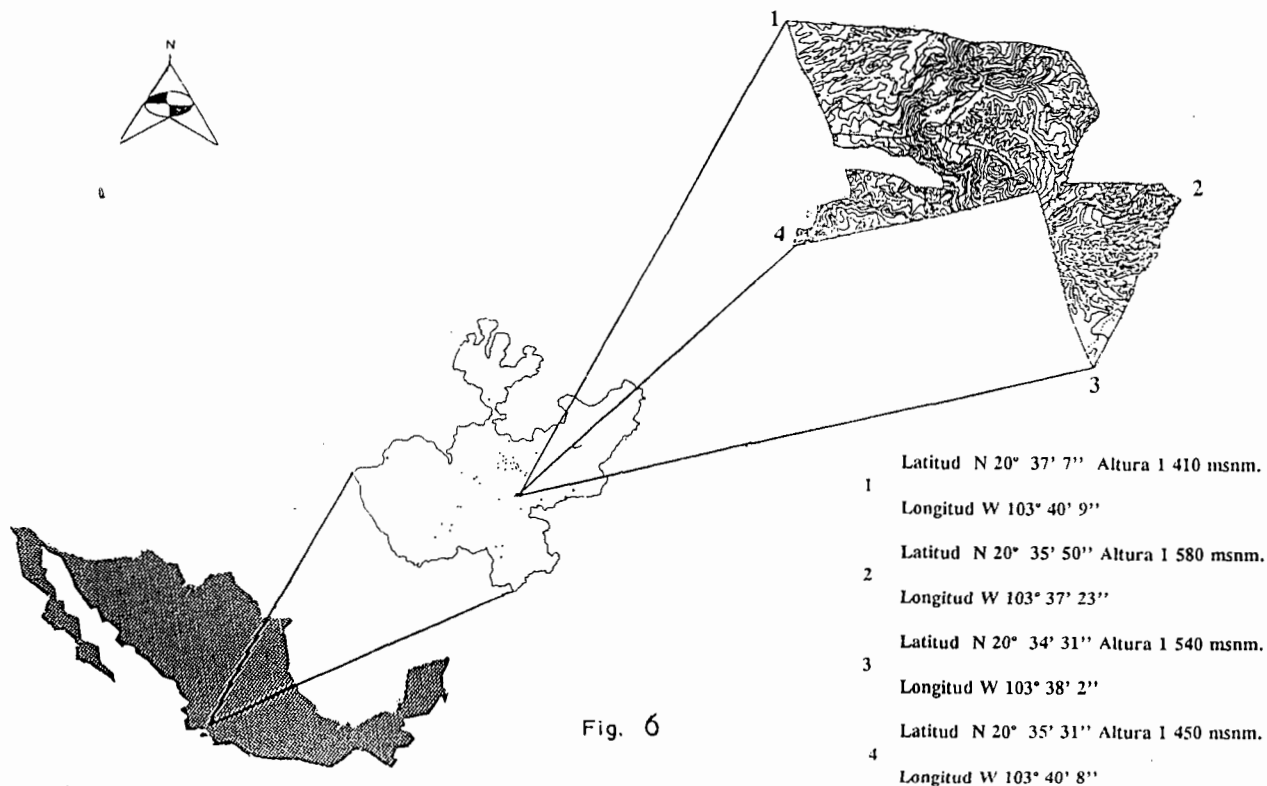 N
1
2
4
3
Latitud N 20° 37' 7'' Altura 1 410 msnm.
1
Longitud W 103° 40' 9''
Latitud N 20° 35' 50'' Altura 1 580 msnm.
2
Longitud W 103° 37' 23''
Latitud N 20° 34' 31'' Altura 1 540 msnm.
3
Longitud W 103° 38' 2''
Latitud N 20° 35' 31'' Altura 1 450 msnm.
4
Longitud W 103° 40' 8''
Fig. 6